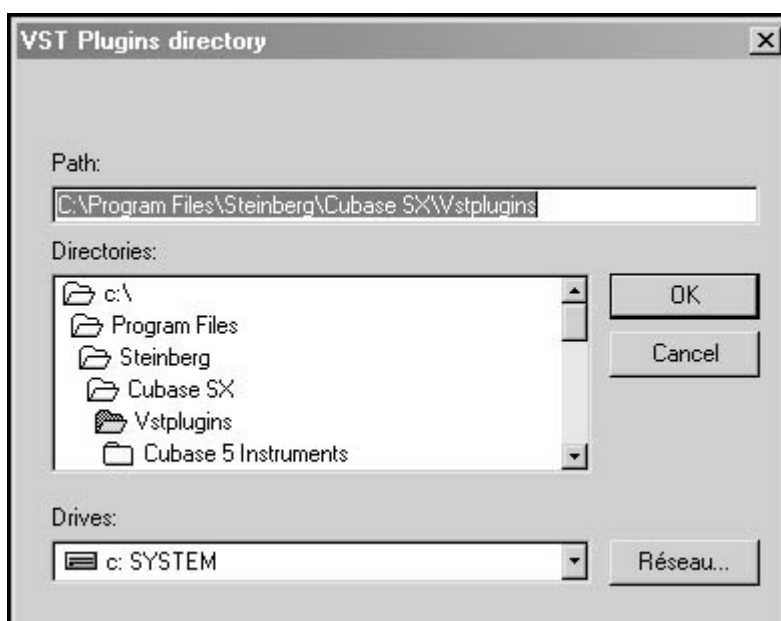 VST Plugins directory
Path:
C:\Program Files\Steinberg\Cubase SX\Vstplugins
Directories:
c:\
Program Files
Steinberg
Cubase SX
Vstplugins
Cubase 5 Instruments
OK
Cancel
Drives:
c: SYSTEM
Réseau...